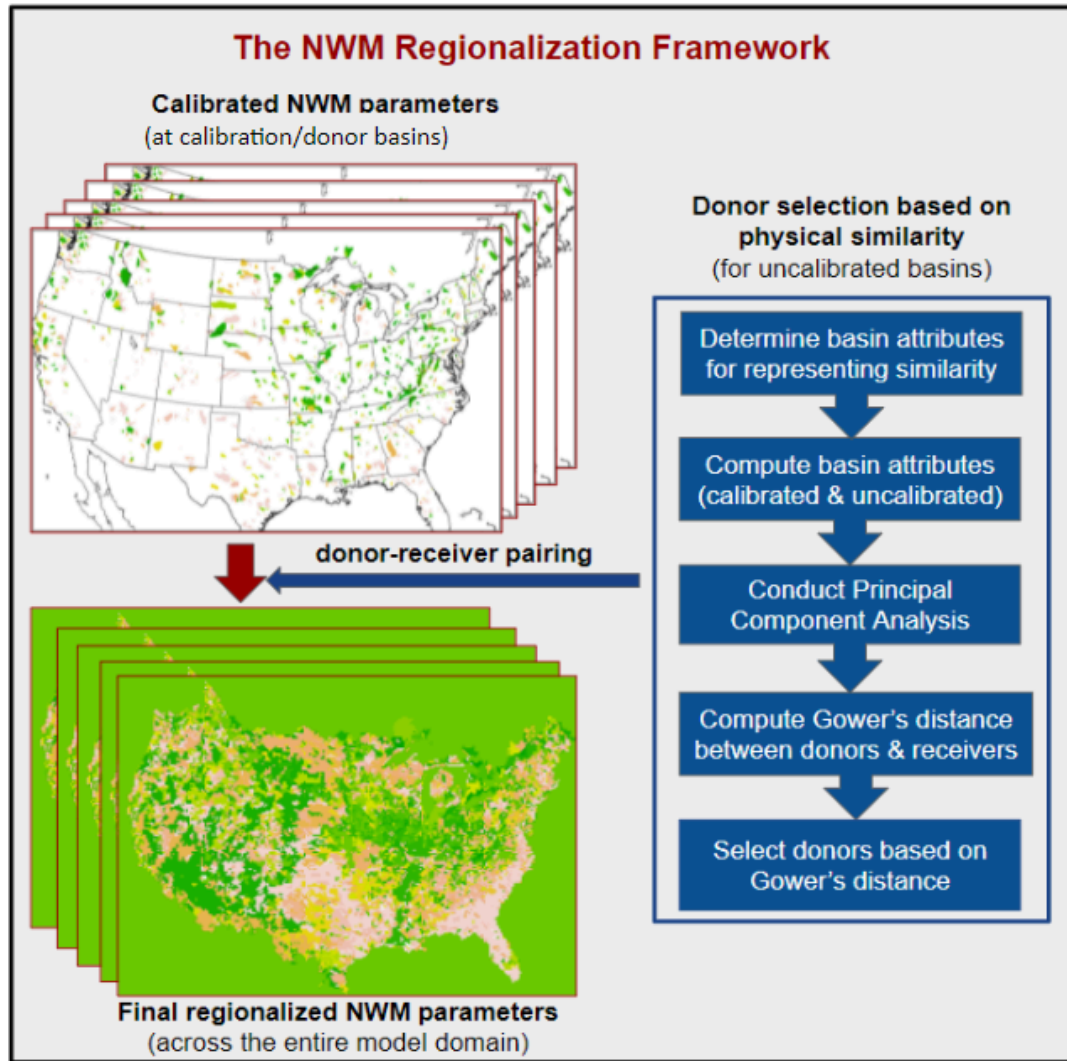 The NWM Regionalization Framework
Calibrated NWM parameters
(at calibration/donor basins)
Donor selection based on
physical similarity
(for uncalibrated basins)
Determine basin attributes
for representing similarity
Compute basin attributes
(calibrated & uncalibrated)
Conduct Principal
Component Analysis
Compute Gower's distance
between donors & receivers
Select donors based on
Gower's distance
donor-receiver pairing
Final regionalized NWM parameters
(across the entire model domain)